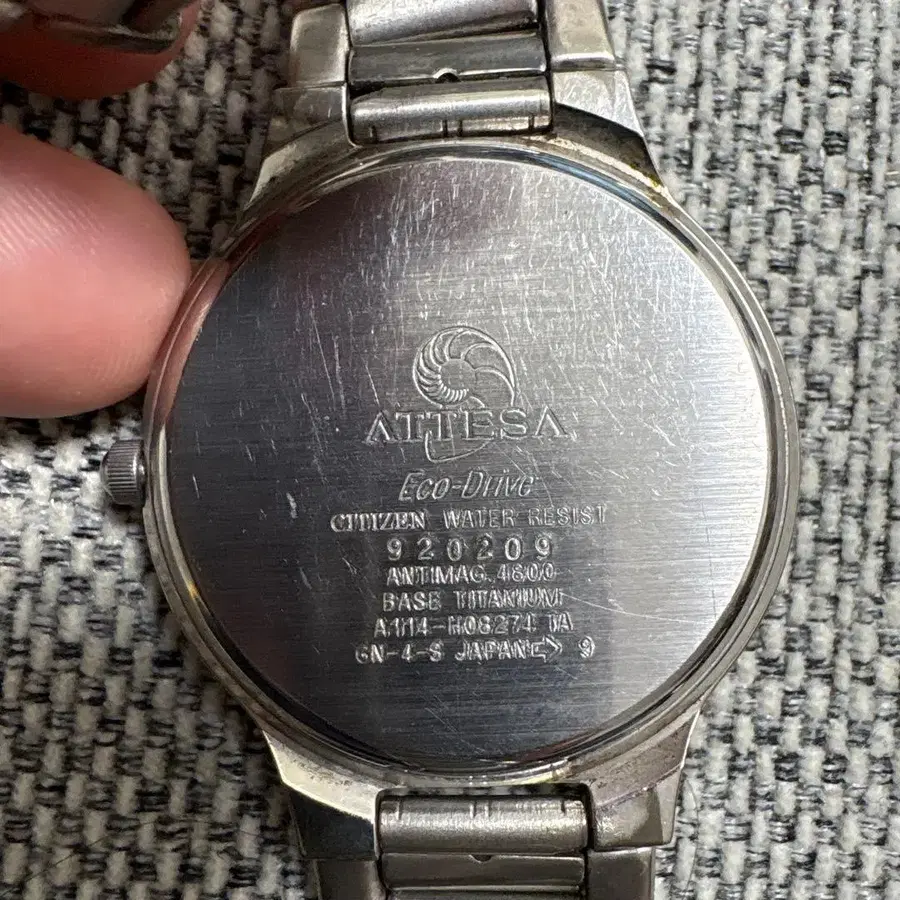 ATTESA
Eco-Drive
CITIZEN WATER RESIST
920209
ANTIMAG. 4800
BASE TITANIUM
A114-H08274 TA
GN-4-S JAPAN 9